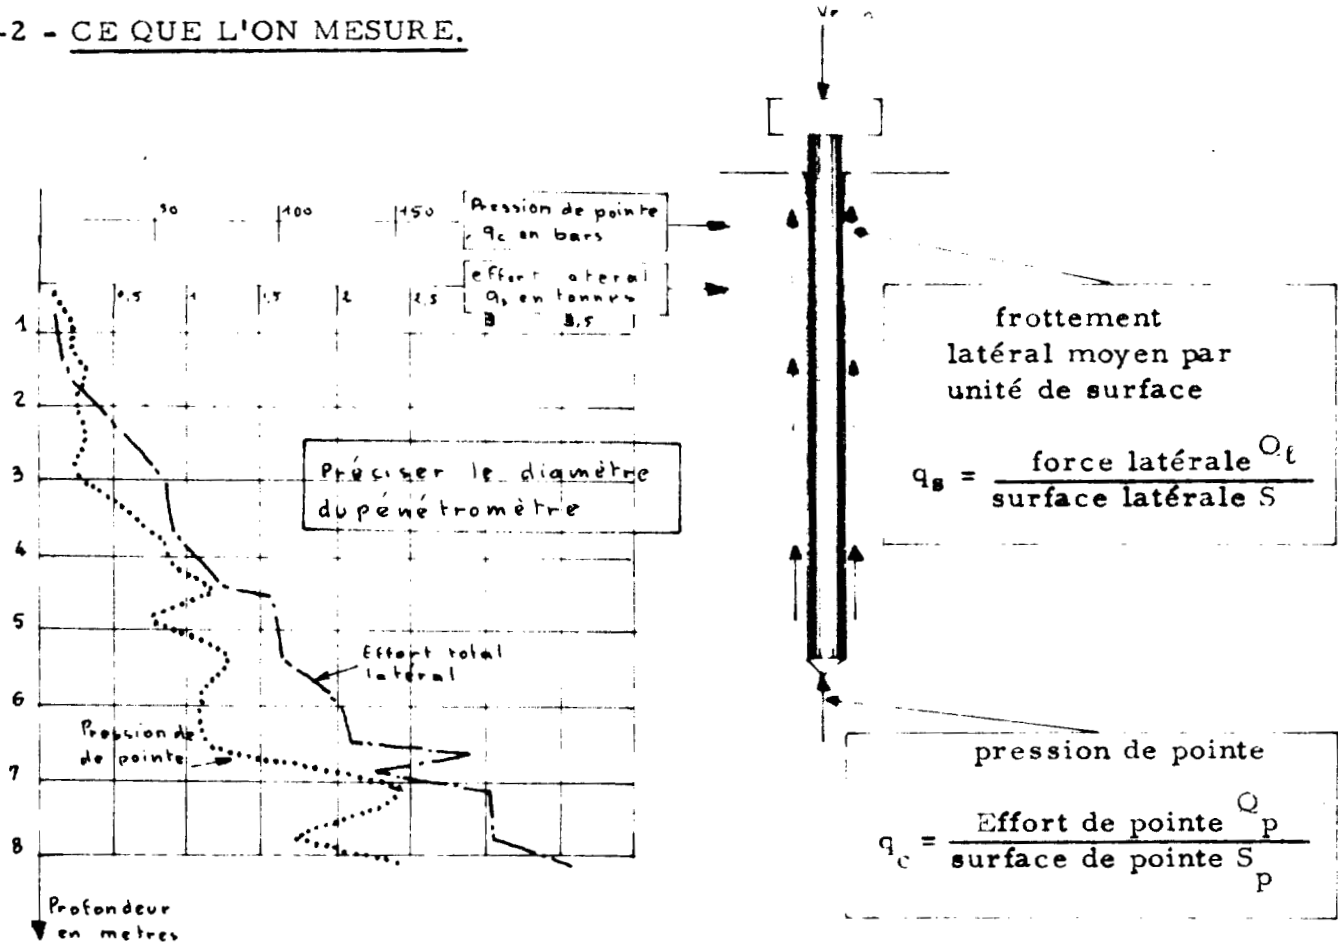 -2 - CE QUE L'ON MESURE.
50 100 150
Pression de pointe
qc en bars
0,5 1 1,5 2 2,5
effort latéral
en tonnes
3 3,5
1
2
3
4
5
6
7
8
Préciser le diamètre
du pénétromètre
Effort total
latéral
Pression de
de pointe
Profondeur
en metres
frottement
latéral moyen par
unité de surface
qs = force latérale Qℓ
surface latérale S
pression de pointe
qc = Effort de pointe Qp
surface de pointe Sp